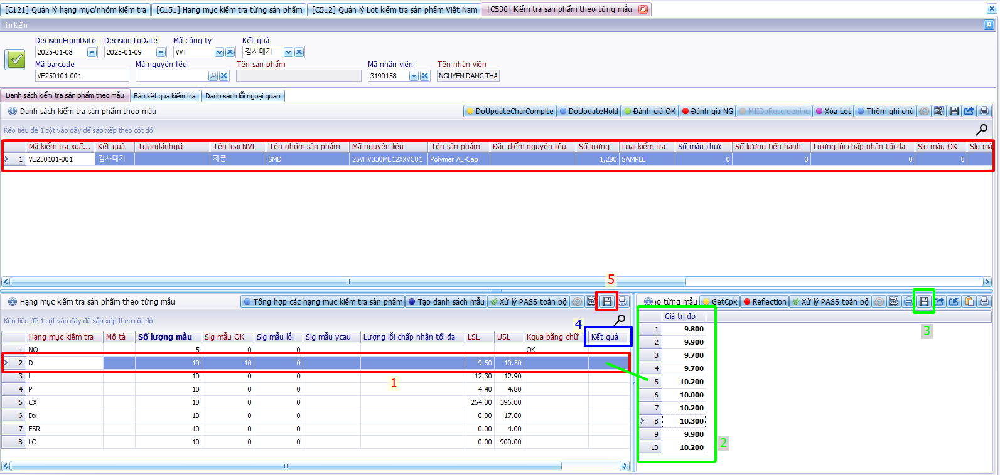 [C121] Quản lý hạng mục/nhóm kiểm tra [C151] Hạng mục kiểm tra từng sản phẩm [C512] Quản lý Lot kiểm tra sản phẩm Việt Nam [C530] Kiểm tra sản phẩm theo từng mẫu
Tìm kiếm
DecisionFromDate DecisionToDate Mã công ty Kết quả
2025-01-08 2025-01-09 VVT 검사대기
Mã barcode Mã nguyên liệu Tên sản phẩm Mã nhân viên Tên nhân viên
VE250101-001 3190158 NGUYEN DANG THA
Danh sách kiểm tra sản phẩm theo mẫu Bản kết quả kiểm tra Danh sách lỗi ngoại quan
Danh sách kiểm tra sản phẩm theo mẫu DoUpdateCharComplte DoUpdateHold Đánh giá OK Đánh giá NG MIIDoRescreening Xóa Lot Thêm ghi chú
Kéo tiêu đề 1 cột vào đây để sắp xếp theo cột đó
Mã kiểm tra xuấ... Kết quả Tgianđánhgiá Tên loại NVL Tên nhóm sản phẩm Mã nguyên liệu Tên sản phẩm Đặc điểm nguyên liệu Số lượng Loại kiểm tra Số mẫu thực Số lượng tiến hành Lượng lỗi chấp nhận tối đa Slg mẫu OK Slg mẫ
1 VE250101-001 검사대기 제품 SMD 25VHV330ME12XXVC01 Polymer AL-Cap 1,280 SAMPLE 0 0 0 0
5
Hạng mục kiểm tra sản phẩm theo từng mẫu Tổng hợp các hạng mục kiểm tra sản phẩm Tạo danh sách mẫu Xử lý PASS toàn bộ
Kéo tiêu đề 1 cột vào đây để sắp xếp theo cột đó
4
Hạng mục kiểm tra Mô tả Số lượng mẫu Slg mẫu OK Slg mẫu lỗi Slg mẫu ycau Lượng lỗi chấp nhận tối đa LSL USL Kqua bằng chữ Kết quả
1 NO 5 0 0 OK
2 D 10 10 0 9.50 10.50
3 L 10 0 0 12.30 12.90
1
4 P 10 0 0 4.40 4.80
5 CX 10 0 0 264.00 396.00
6 Dx 10 0 0 0.00 17.00
7 ESR 10 0 0 0.00 4.00
8 LC 10 0 0 0.00 900.00
eo từng mẫu GetCpk Reflection Xử lý PASS toàn bộ
3
Giá trị đo
1 9.800
2 9.900
3 9.700
4 9.700
5 10.200
6 10.000
7 10.200
8 10.300
9 9.900
10 10.200
2